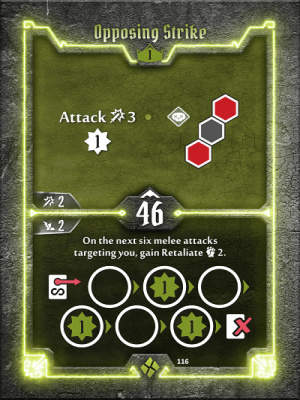 Opposing Strike
1
Attack 3
1
2
2
46
On the next six melee attacks
targeting you, gain Retaliate 2.
1
1
1
116